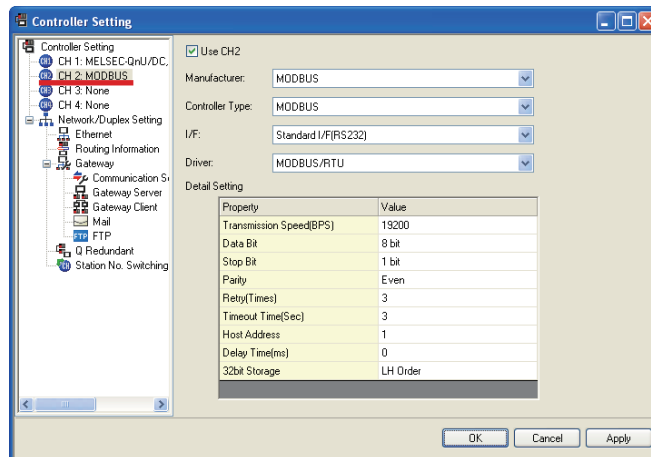 Controller Setting
Controller Setting
CH 1: MELSEC-QnU/DC,
CH 2: MODBUS
CH 3: None
CH 4: None
Network/Duplex Setting
Ethernet
Routing Information
Gateway
Communication S
Gateway Server
Gateway Client
Mail
FTP FTP
Q Redundant
Station No. Switching
Use CH2
Manufacturer: MODBUS
Controller Type: MODBUS
I/F: Standard I/F(RS232)
Driver: MODBUS/RTU
Detail Setting
Property Value
Transmission Speed(BPS) 19200
Data Bit 8 bit
Stop Bit 1 bit
Parity Even
Retry(Times) 3
Timeout Time(Sec) 3
Host Address 1
Delay Time(ms) 0
32bit Storage LH Order
OK Cancel Apply